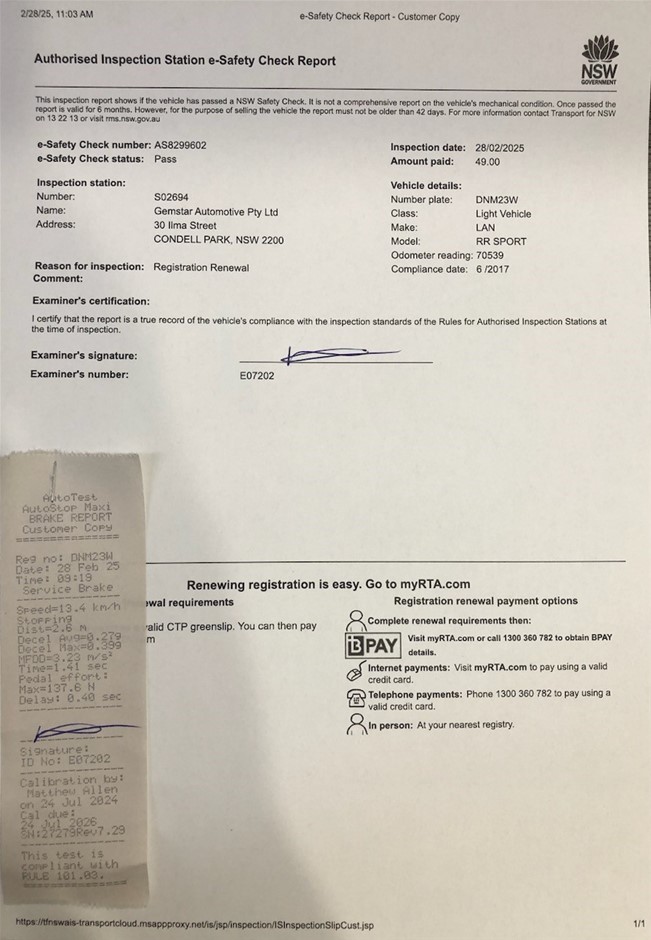 2/28/25, 11:03 AM
e-Safety Check Report - Customer Copy
Authorised Inspection Station e-Safety Check Report
NSW
GOVERNMENT
This inspection report shows if the vehicle has passed a NSW Safety Check. It is not a comprehensive report on the vehicle's mechanical condition. Once passed the
report is valid for 6 months. However, for the purpose of selling the vehicle the report must not be older than 42 days. For more information contact Transport for NSW
on 13 22 13 or visit rms.nsw.gov.au
e-Safety Check number: AS8299602
e-Safety Check status: Pass
Inspection date: 28/02/2025
Amount paid: 49.00
Inspection station:
Number: S02694
Name: Gemstar Automotive Pty Ltd
Address: 30 Ilma Street
CONDELL PARK, NSW 2200
Vehicle details:
Number plate: DNM23W
Class: Light Vehicle
Make: LAN
Model: RR SPORT
Odometer reading: 70539
Compliance date: 6 /2017
Reason for inspection: Registration Renewal
Comment:
Examiner's certification:
I certify that the report is a true record of the vehicle's compliance with the inspection standards of the Rules for Authorised Inspection Stations at
the time of inspection.
Examiner's signature:
Examiner's number: E07202
AutoTest
AutoStop Maxi
BRAKE REPORT
Customer Copy
Reg no: DNM23W
Date: 28 Feb 25
Time: 09:19
Service Brake
Speed=13.4 km/h
Stopping
Dist=2.6 m
Decel Avg=0.279
Decel Max=0.399
MFDD=3.23 m/s²
Time=1.41 sec
Pedal effort:
Max=137.6 N
Delay: 0.40 sec
Signature:
ID No: E07202
Calibration by:
Matthew Allen
on 24 Jul 2024
Cal due:
24 Jul 2026
SN:27279Rev7.29
This test is
compliant with
RULE 101.03.
Renewing registration is easy. Go to myRTA.com
ewal requirements
alid CTP greenslip. You can then pay
m
Registration renewal payment options
Complete renewal requirements then:
BPAY
Visit myRTA.com or call 1300 360 782 to obtain BPAY
details.
Internet payments: Visit myRTA.com to pay using a valid
credit card.
Telephone payments: Phone 1300 360 782 to pay using a
valid credit card.
In person: At your nearest registry.
https://tfnswais-transportcloud.msappproxy.net/is/jsp/inspection/ISInspectionSlipCust.jsp
1/1